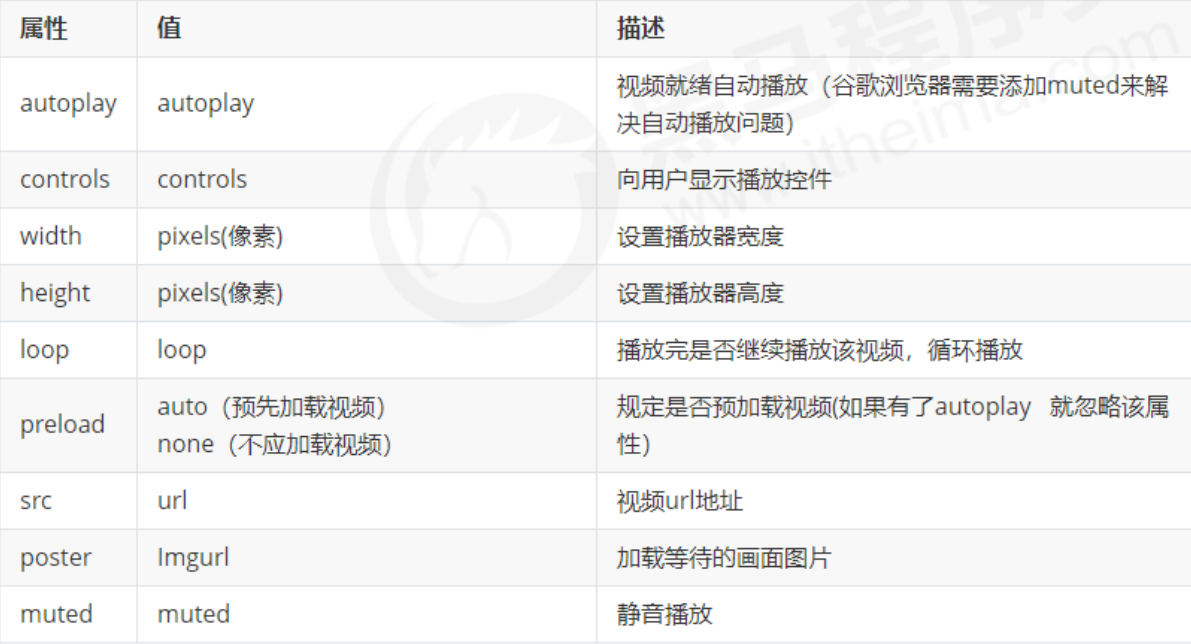 属性 值 描述
autoplay autoplay 视频就绪自动播放（谷歌浏览器需要添加muted来解
决自动播放问题）
controls controls 向用户显示播放控件
width pixels(像素) 设置播放器宽度
height pixels(像素) 设置播放器高度
loop loop 播放完是否继续播放该视频，循环播放
preload auto（预先加载视频）
none（不应加载视频） 规定是否预加载视频(如果有了autoplay 就忽略该属
性）
src url 视频url地址
poster Imgurl 加载等待的画面图片
muted muted 静音播放
黑马程序
www.itheima.com